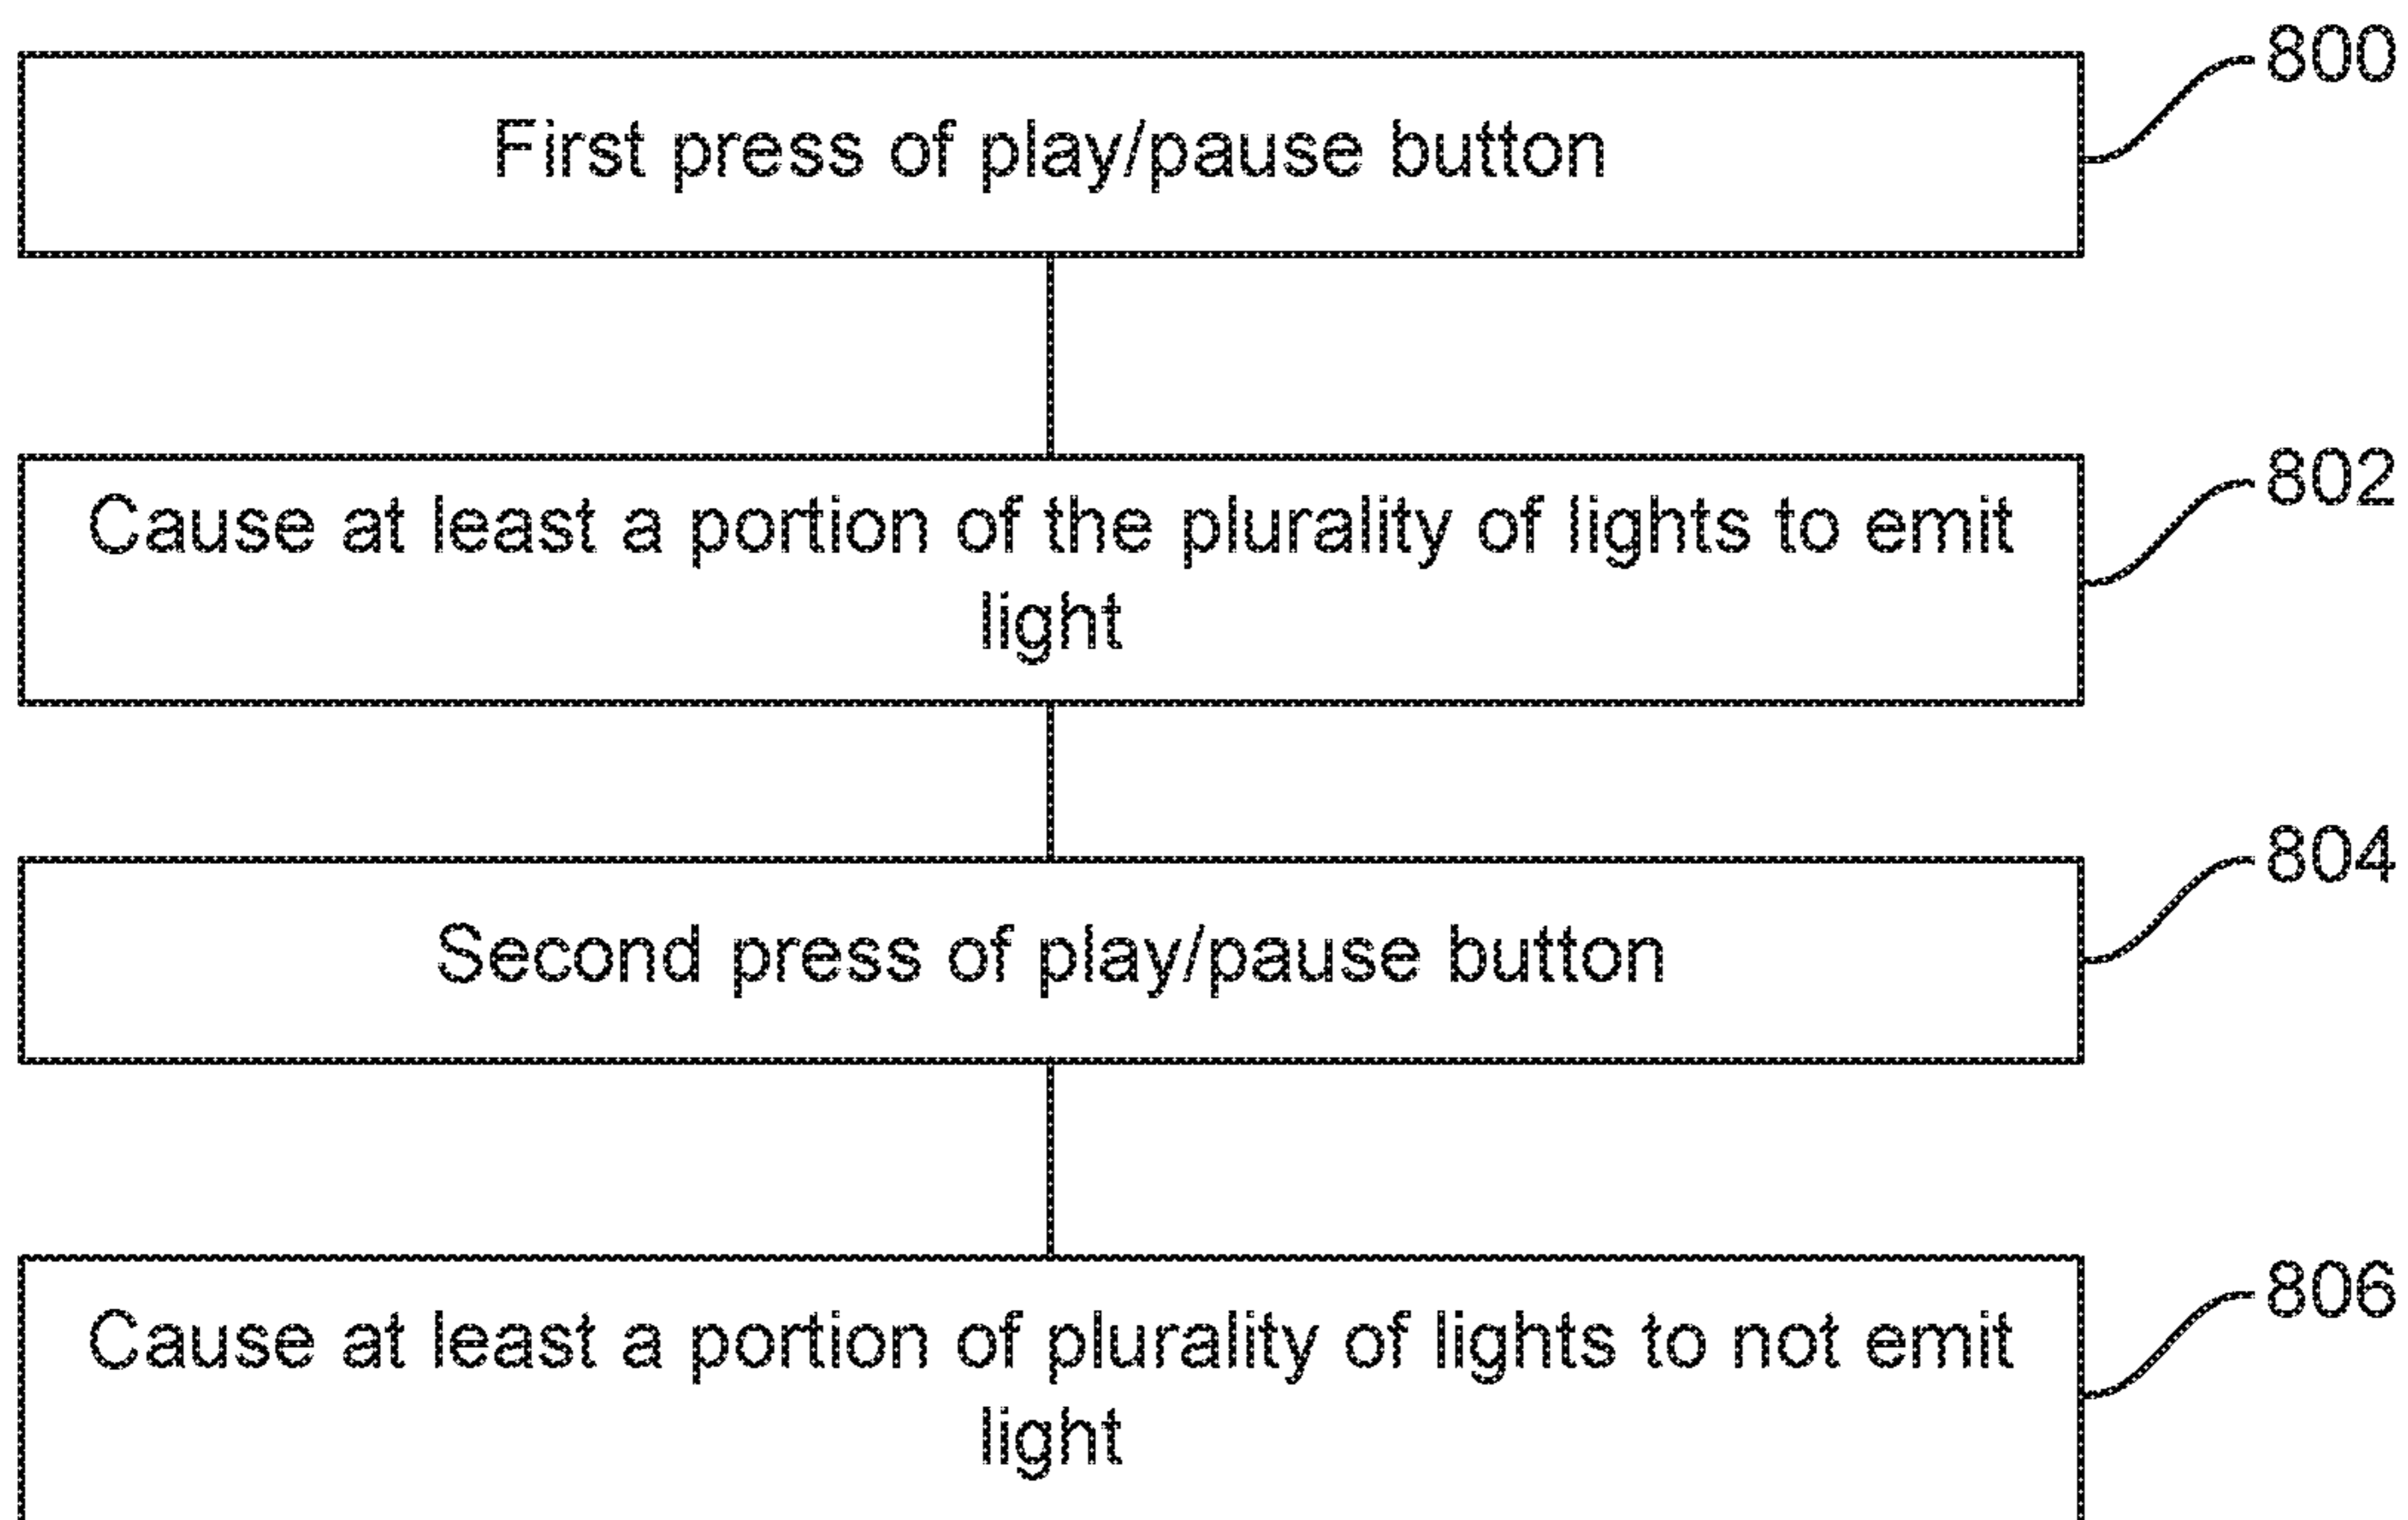 800
First press of play/pause button
802
Cause at least a portion of the plurality of lights to emit
light
804
Second press of play/pause button
806
Cause at least a portion of plurality of lights to not emit
light